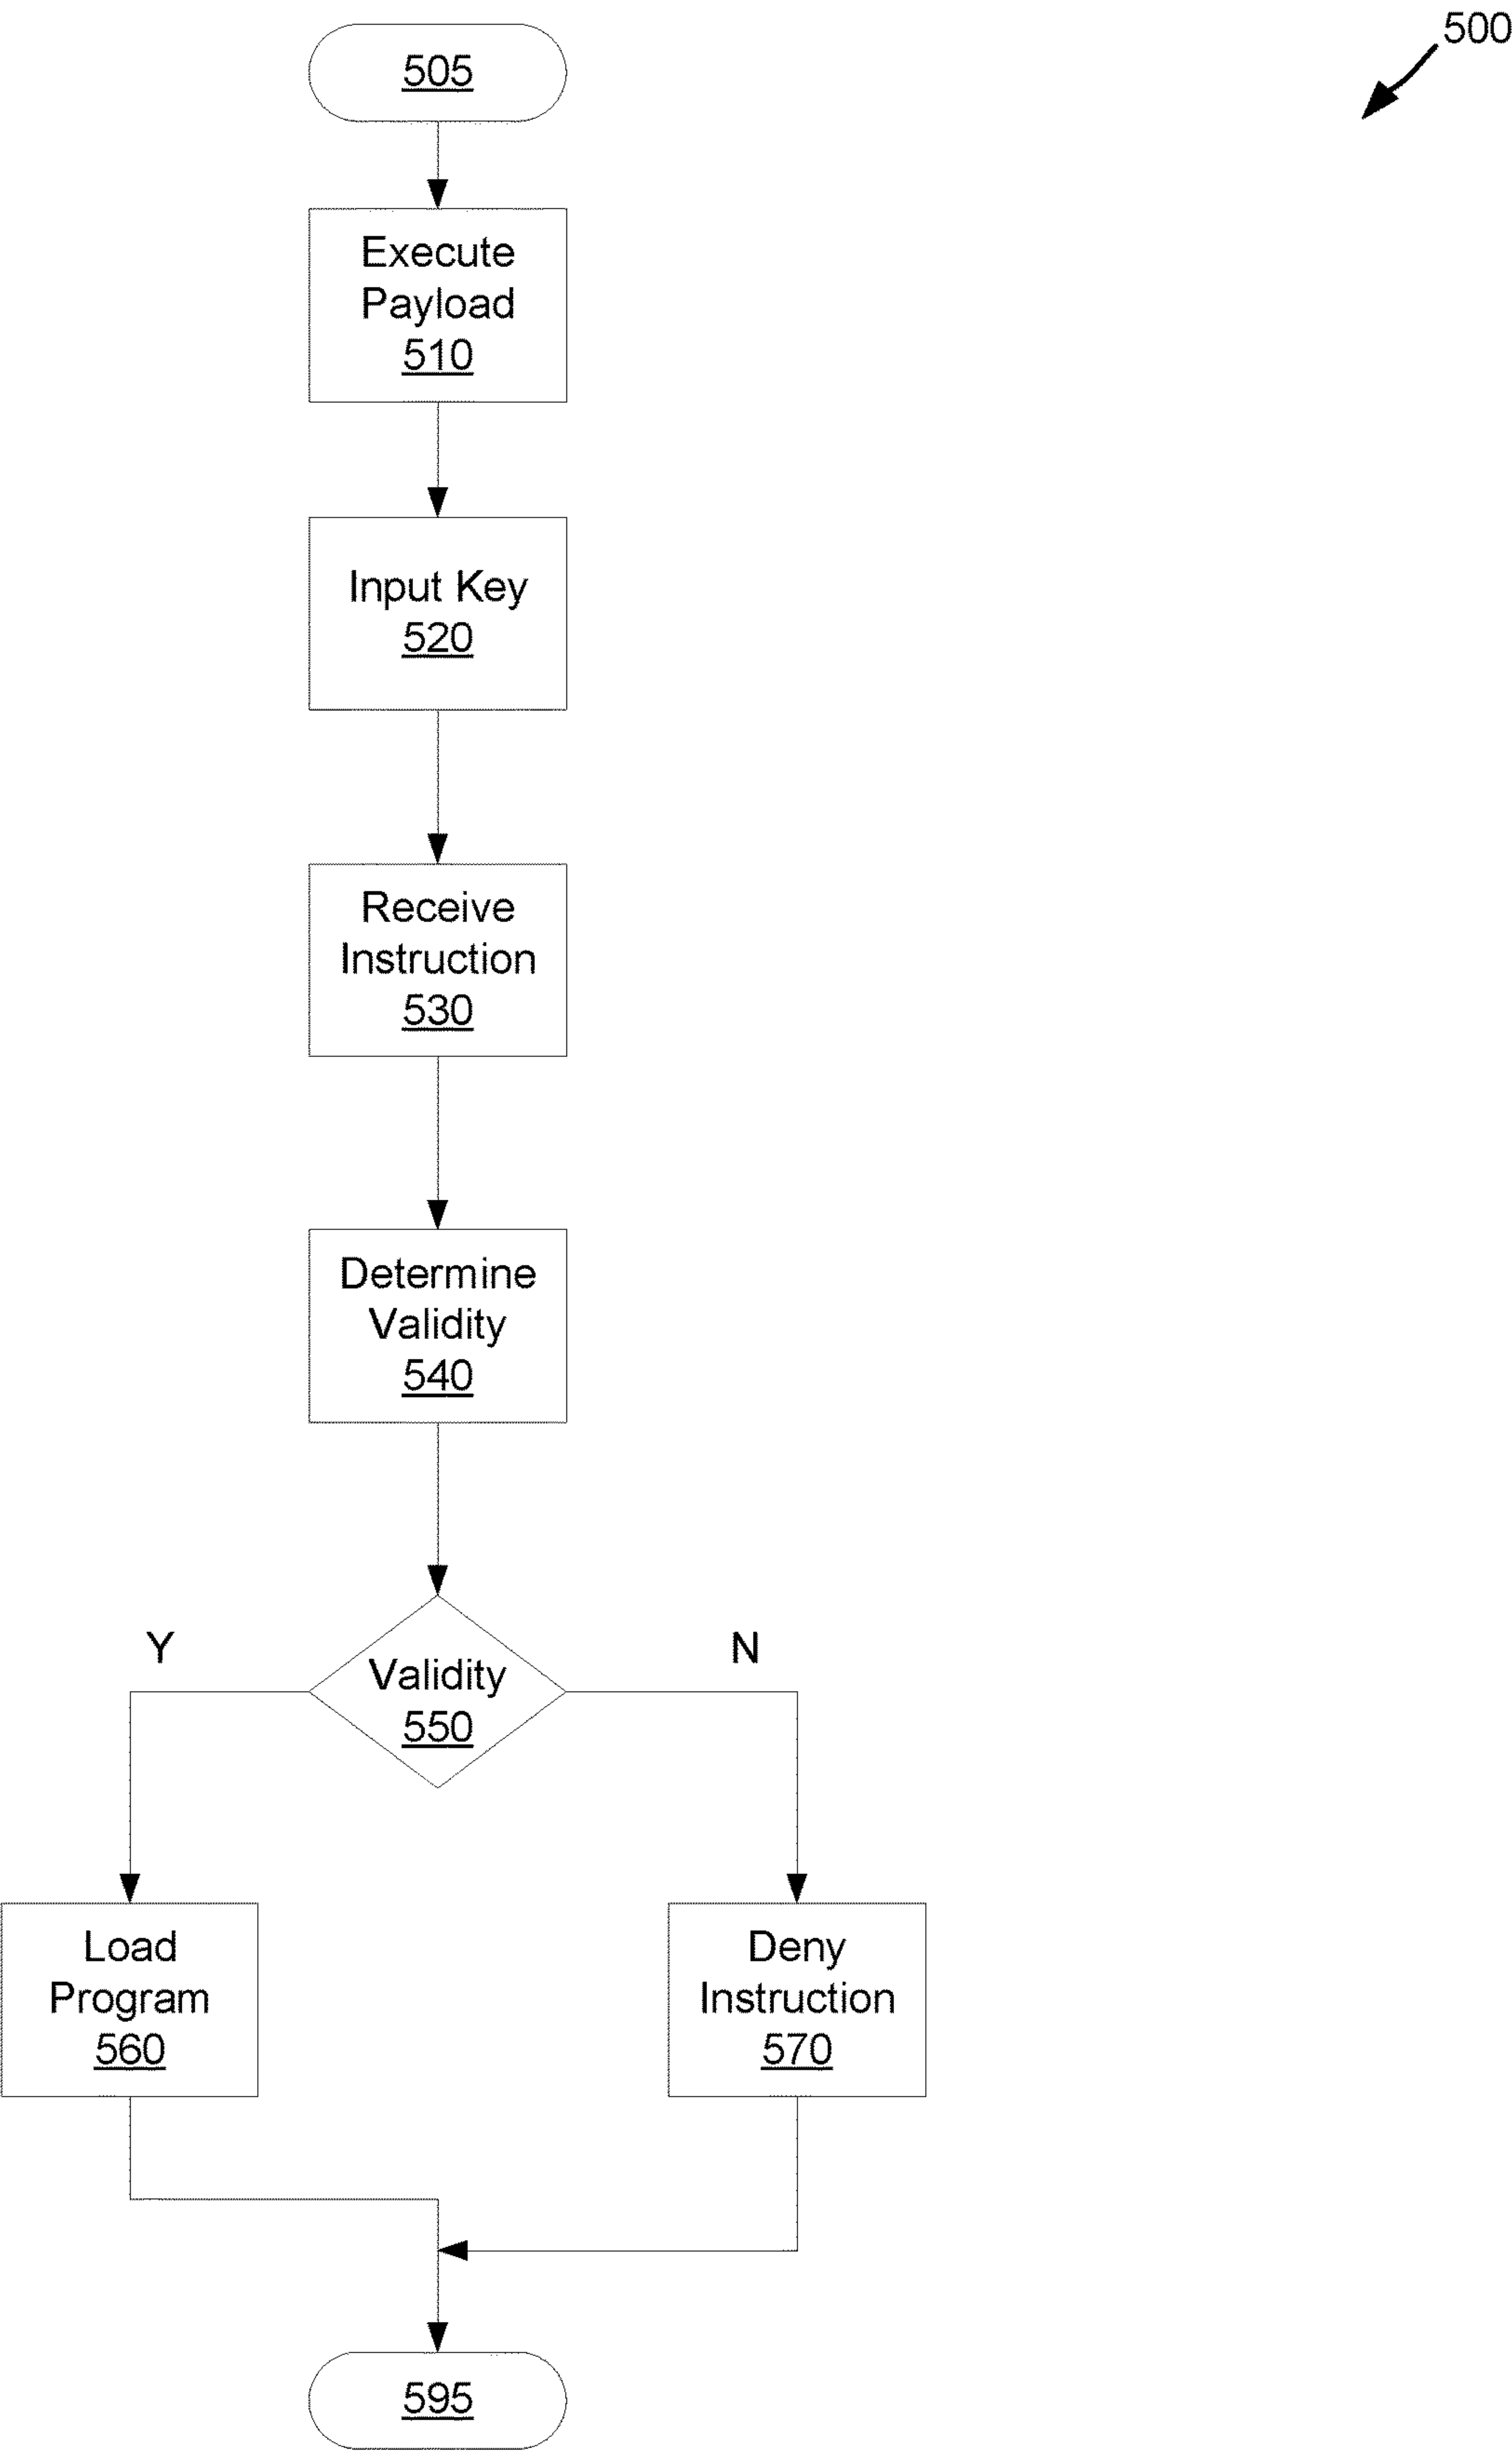 500
505
Execute
Payload
510
Input Key
520
Receive
Instruction
530
Determine
Validity
540
Y
N
Validity
550
Load
Program
560
Deny
Instruction
570
595